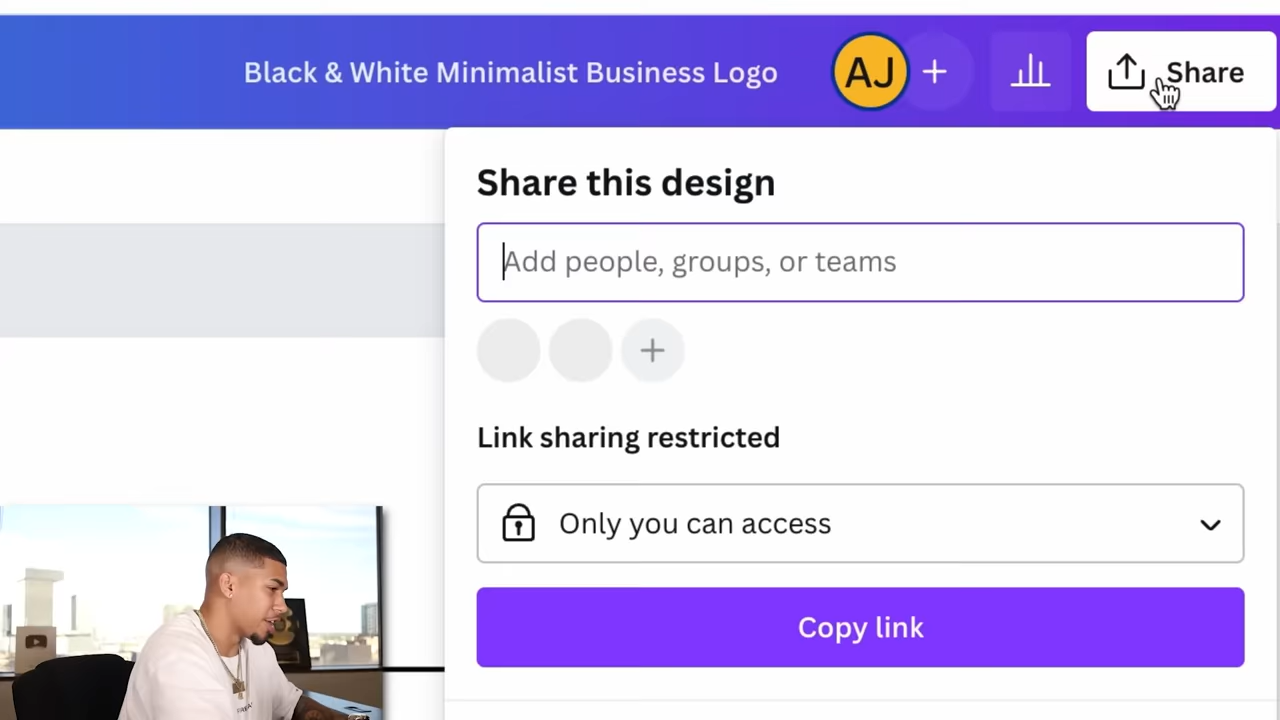 Black & White Minimalist Business Logo
AJ
Share
Share this design
Add people, groups, or teams
Link sharing restricted
Only you can access
Copy link